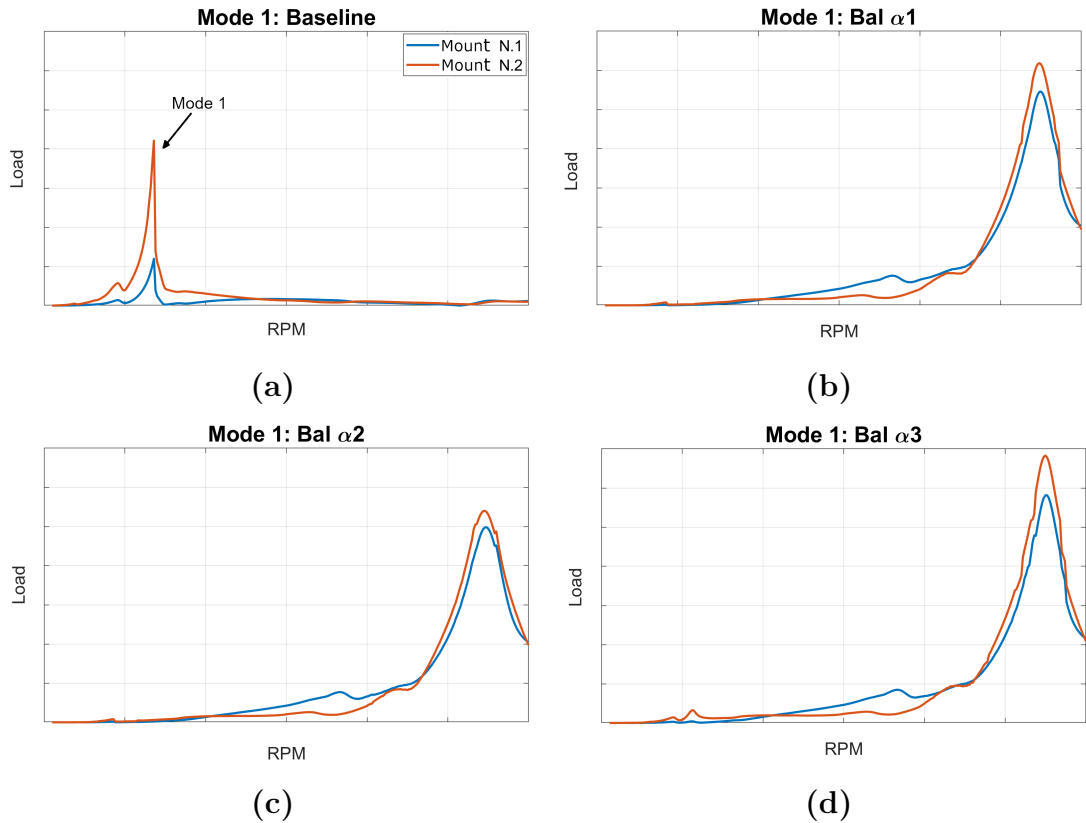 Mode 1: Baseline
Mount N.1
Mount N.2
Mode 1
Load
RPM
(a)
Mode 1: Bal α1
Load
RPM
(b)
Mode 1: Bal α2
Load
RPM
(c)
Mode 1: Bal α3
Load
RPM
(d)